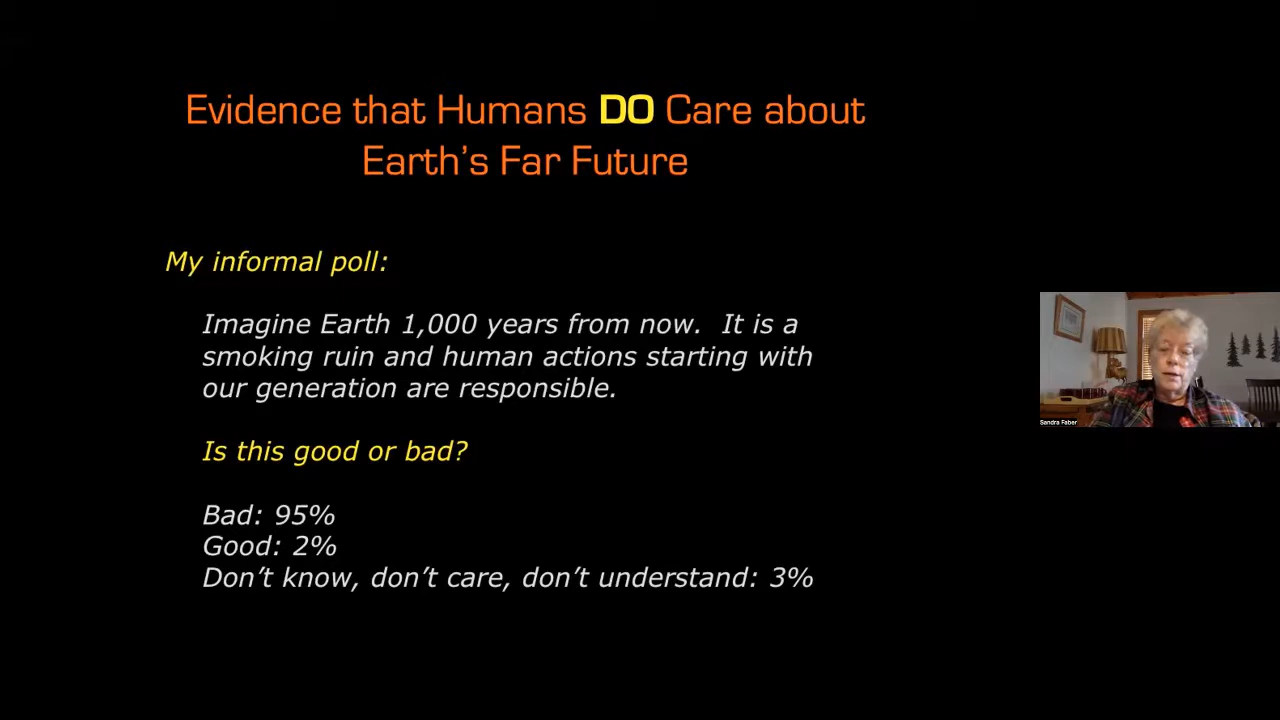 Evidence that Humans DO Care about
Earth's Far Future
My informal poll:
Imagine Earth 1,000 years from now.  It is a
smoking ruin and human actions starting with
our generation are responsible.
Is this good or bad?
Bad: 95%
Good: 2%
Don't know, don't care, don't understand: 3%
Sandra Faber